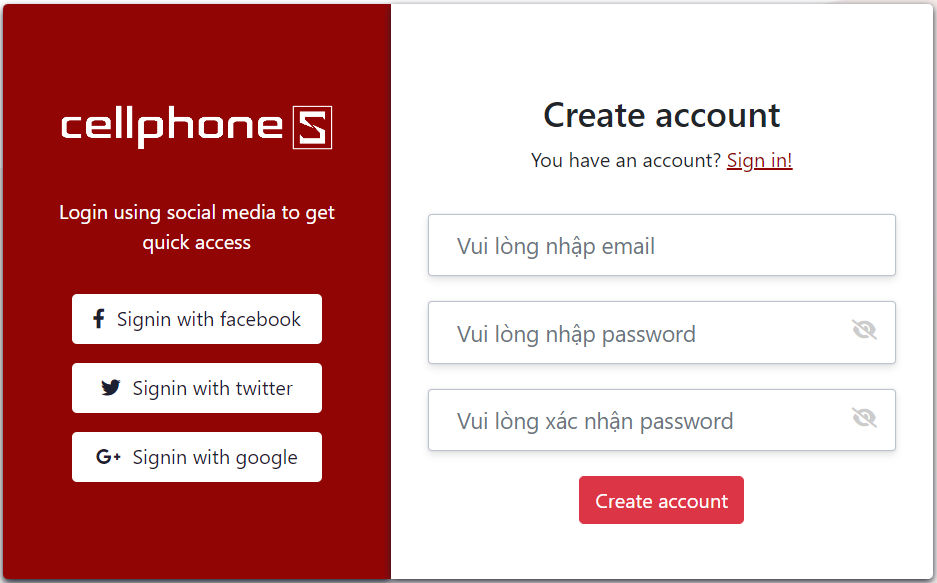 cellphoneS
Login using social media to get
quick access
Signin with facebook
Signin with twitter
G+ Signin with google
Create account
You have an account? Sign in!
Vui lòng nhập email
Vui lòng nhập password
Vui lòng xác nhận password
Create account